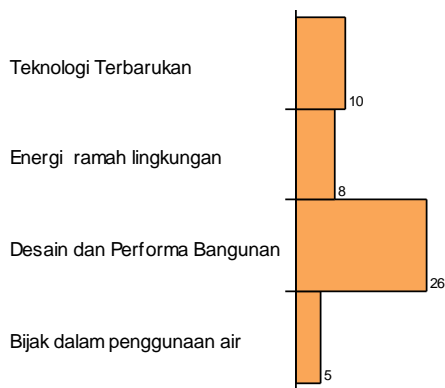 Teknologi Terbarukan
10
Energi ramah lingkungan
8
Desain dan Performa Bangunan
26
Bijak dalam penggunaan air
5